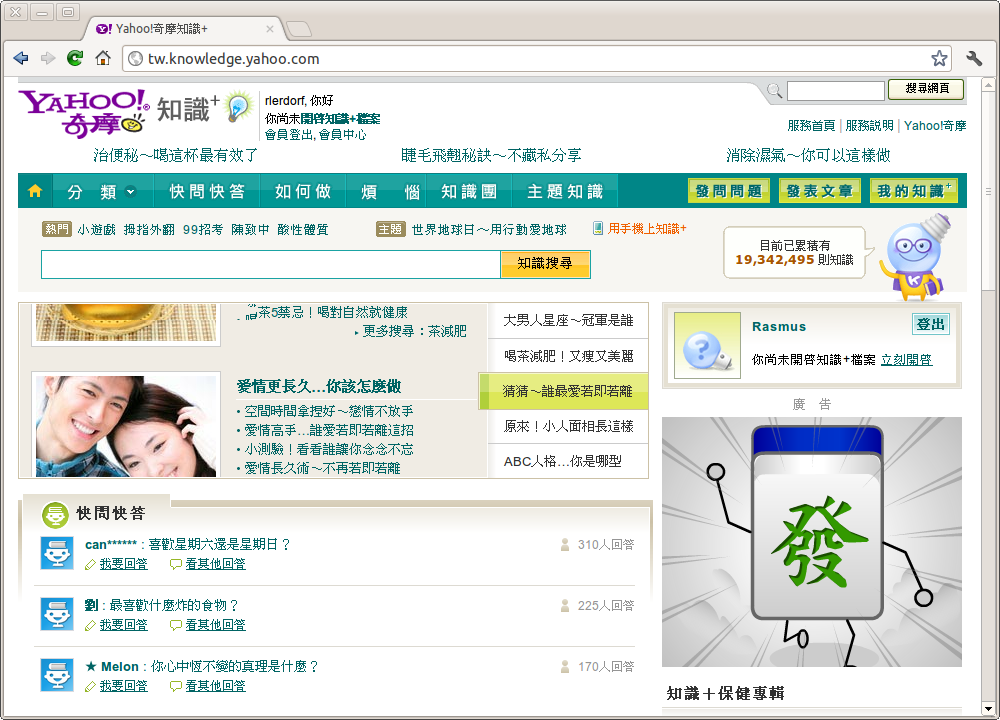 Yahoo!奇摩知識+
tw.knowledge.yahoo.com
YAHOO!
奇摩
知識+
rlerdorf, 你好
你尚未開啓知識+檔案
會員登出, 會員中心
搜尋網頁
服務首頁 | 服務說明 | Yahoo!奇摩
治便秘～喝這杯最有效了
睫毛飛翹秘訣～不藏私分享
消除濕氣～你可以這樣做
分 類
快問快答
如何做
煩 惱
知識團
主題知識
發問問題
發表文章
我的知識+
熱門 小遊戲 拇指外翻 99招考 陳致中 酸性體質
主題 世界地球日～用行動愛地球
用手機上知識+
知識搜尋
目前已累積有
19,342,495 則知識
K
喝茶5禁忌！喝對自然就健康
更多搜尋：茶減肥
愛情更長久…你該怎麼做
空間時間拿捏好～戀情不放手
愛情高手…誰愛若即若離這招
小測驗！看看誰讓你念念不忘
愛情長久術～不再若即若離
大男人星座～冠軍是誰
喝茶減肥！又瘦又美麗
猜猜～誰最愛若即若離
原來！小人面相長這樣
ABC人格…你是哪型
Rasmus
登出
你尚未開啓知識+檔案 立刻開啓
廣 告
發
知識＋保健專輯
快問快答
can****** : 喜歡星期六還是星期日？
310人回答
我要回答 看其他回答
劉 : 最喜歡什麼炸的食物？
225人回答
我要回答 看其他回答
★ Melon : 你心中恆不變的真理是什麼？
170人回答
我要回答 看其他回答